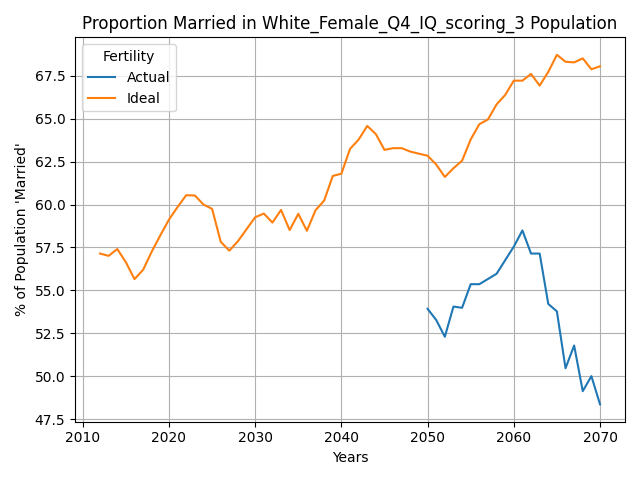 Proportion Married in White_Female_Q4_IQ_scoring_3 Population
Fertility
Actual
Ideal
% of Population 'Married'
67.5
65.0
62.5
60.0
57.5
55.0
52.5
50.0
47.5
2010 2020 2030 2040 2050 2060 2070
Years